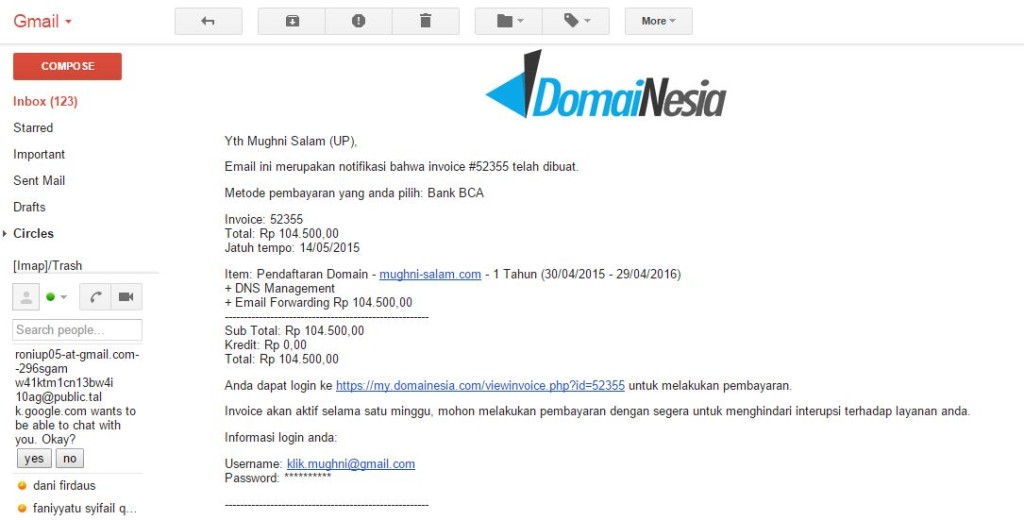 Gmail
More
COMPOSE
Inbox (123)
Starred
Important
Sent Mail
Drafts
Circles
[Imap]/Trash
Search people...
roniup05-at-gmail.com-
-296sgam
w41ktm1cn13bw4i
10ag@public.tal
k.google.com wants to
be able to chat with
you. Okay?
yes no
dani firdaus
faniyyatu syifail q...
DomaiNesia
Yth Mughni Salam (UP),
Email ini merupakan notifikasi bahwa invoice #52355 telah dibuat.
Metode pembayaran yang anda pilih: Bank BCA
Invoice: 52355
Total: Rp 104.500,00
Jatuh tempo: 14/05/2015
Item: Pendaftaran Domain - mughni-salam.com - 1 Tahun (30/04/2015 - 29/04/2016)
+ DNS Management
+ Email Forwarding Rp 104.500,00
------------------------------------------------------
Sub Total: Rp 104.500,00
Kredit: Rp 0,00
Total: Rp 104.500,00
Anda dapat login ke https://my.domainesia.com/viewinvoice.php?id=52355 untuk melakukan pembayaran.
Invoice akan aktif selama satu minggu, mohon melakukan pembayaran dengan segera untuk menghindari interupsi terhadap layanan anda.
Informasi login anda:
Username: klik.mughni@gmail.com
Password: **********
------------------------------------------------------